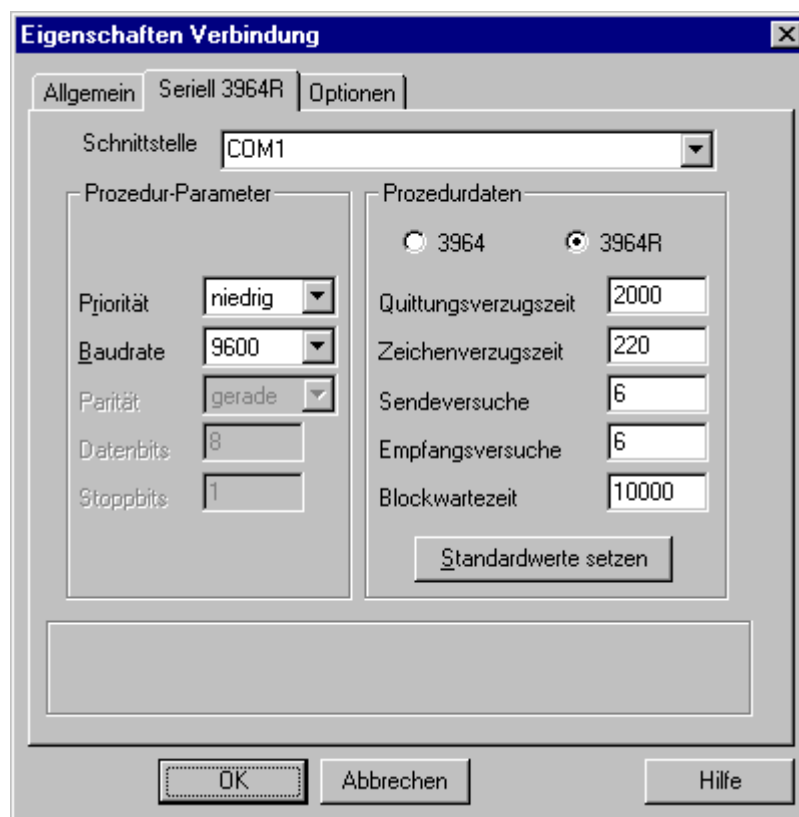 Eigenschaften Verbindung
Allgemein Seriell 3964R Optionen
Schnittstelle COM1
Prozedur-Parameter
Priorität niedrig
Baudrate 9600
Parität gerade
Datenbits 8
Stoppbits 1
Prozedurdaten
3964 3964R
Quittungsverzugszeit 2000
Zeichenverzugszeit 220
Sendeversuche 6
Empfangsversuche 6
Blockwartezeit 10000
Standardwerte setzen
OK Abbrechen Hilfe